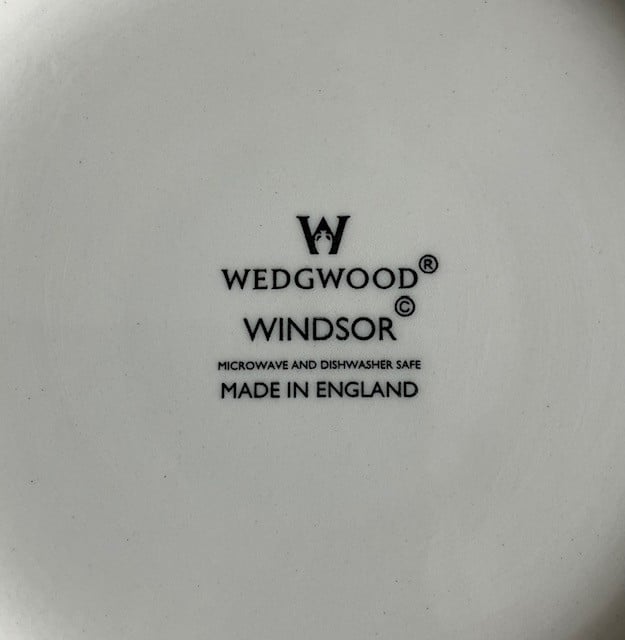 W
WEDGWOOD®
WINDSOR©
MICROWAVE AND DISHWASHER SAFE
MADE IN ENGLAND